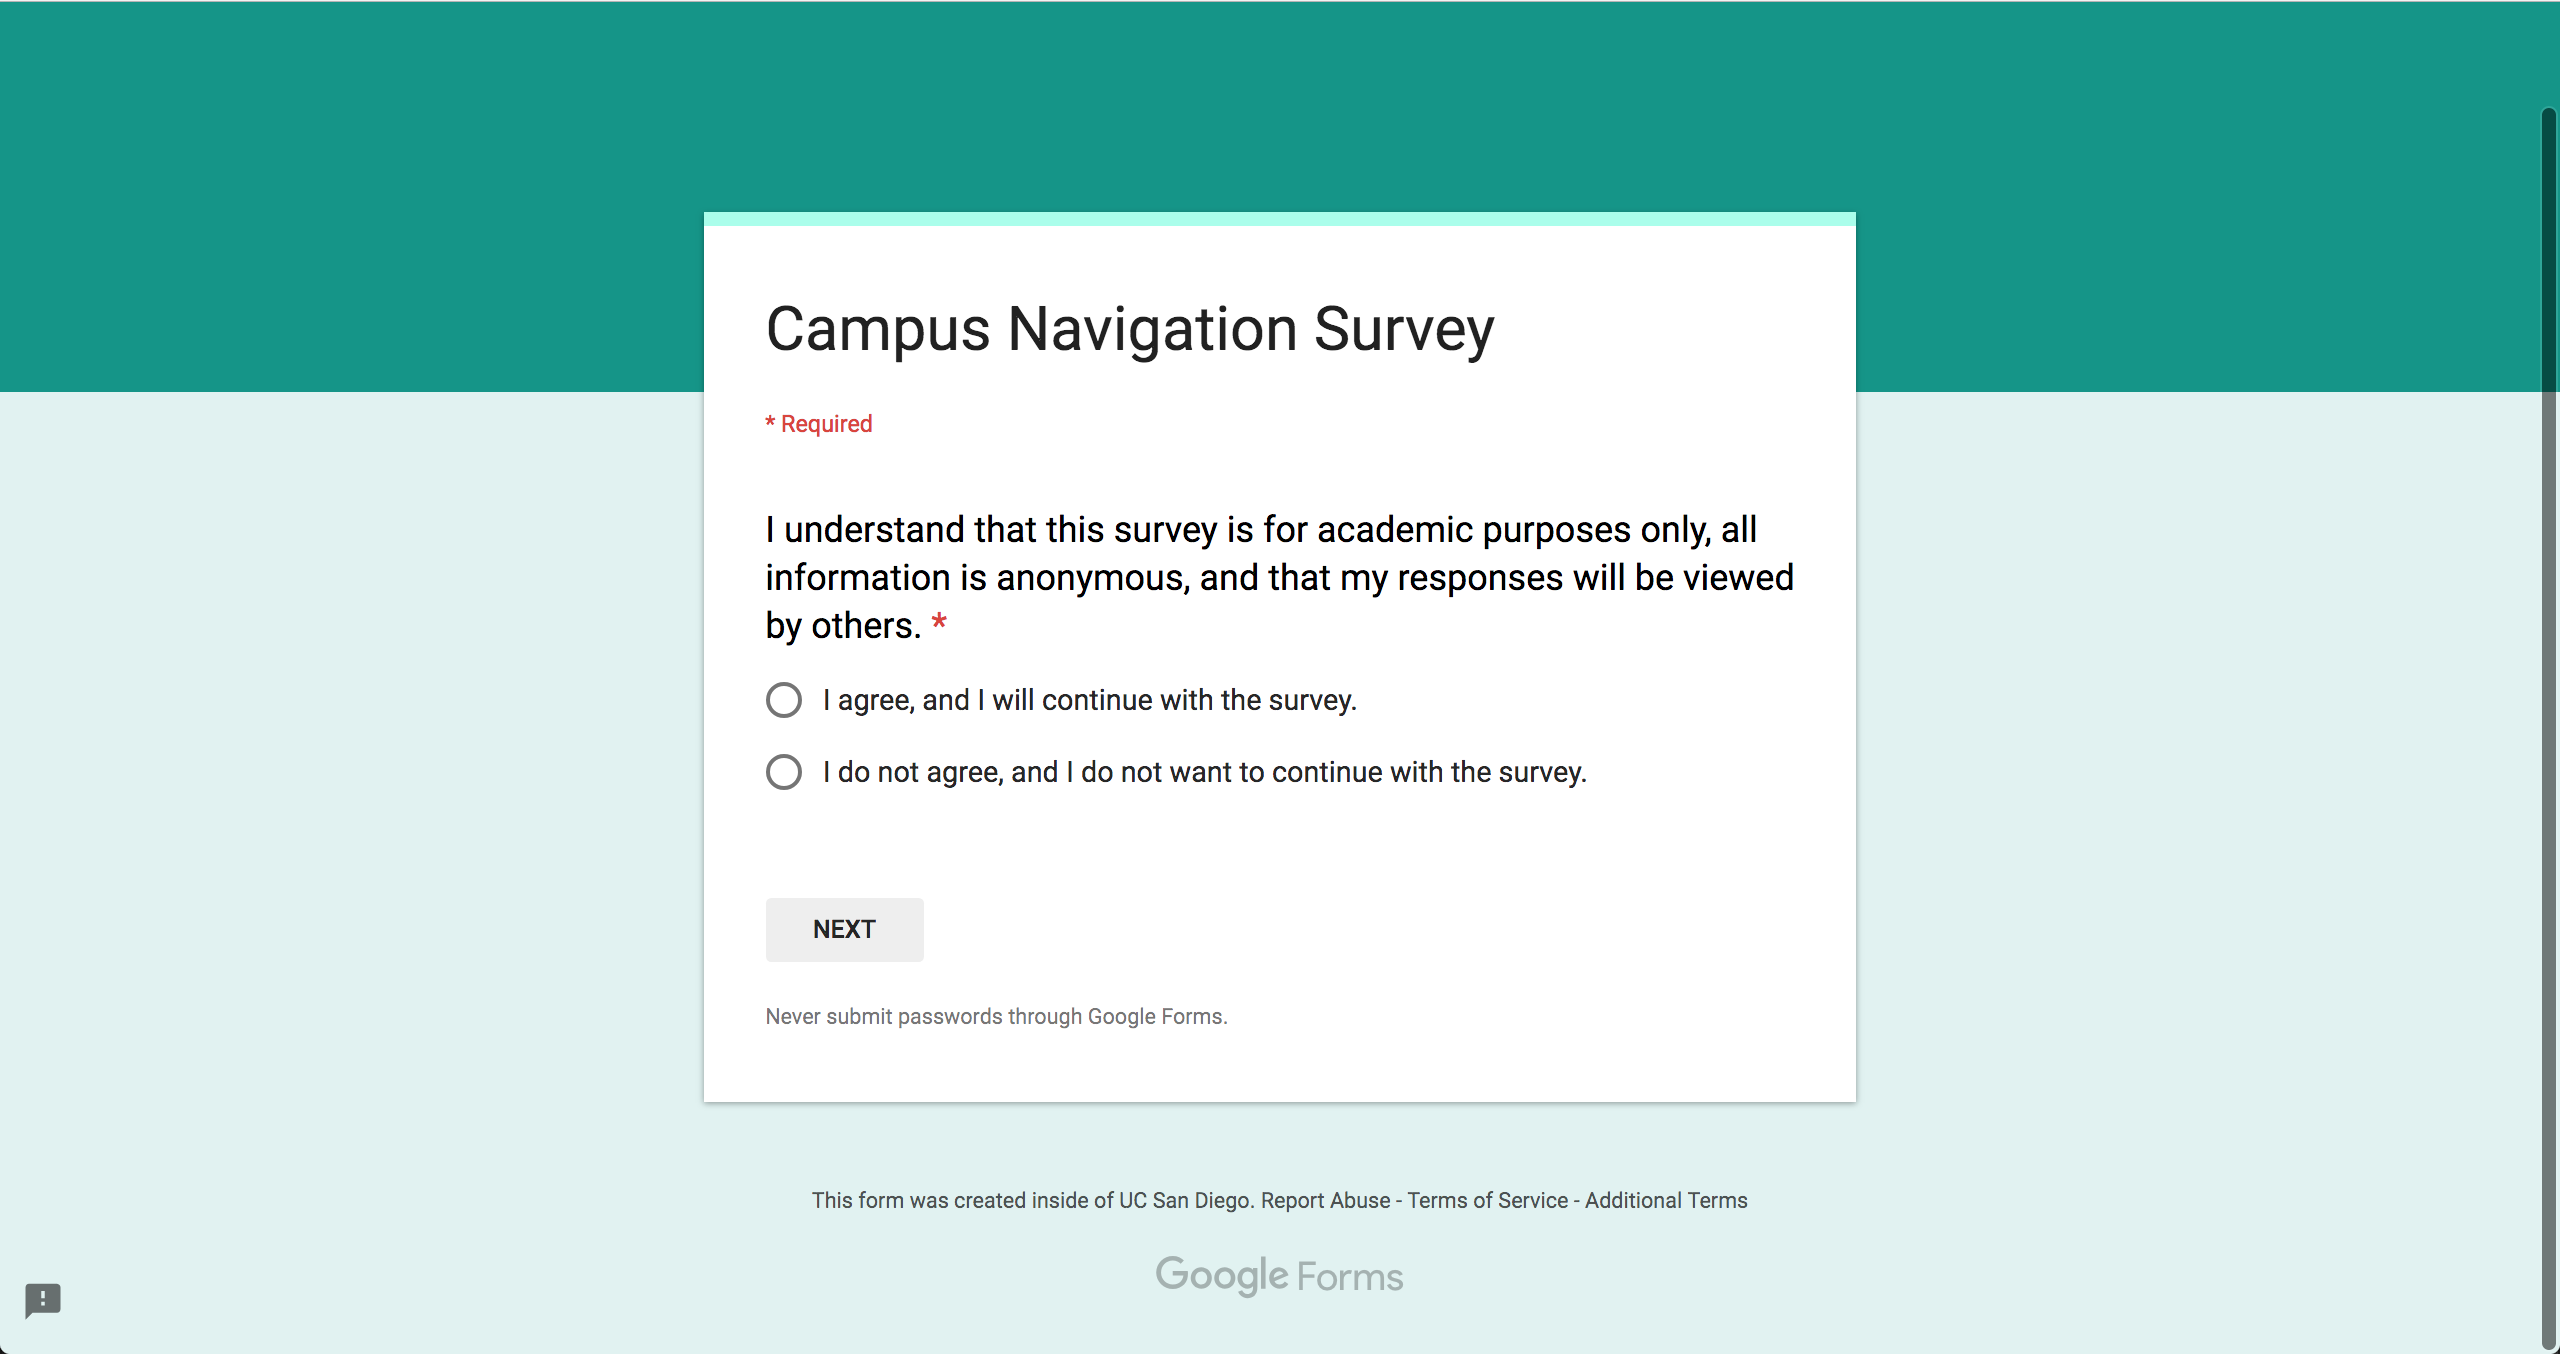 Campus Navigation Survey
* Required
I understand that this survey is for academic purposes only, all
information is anonymous, and that my responses will be viewed
by others. *
I agree, and I will continue with the survey.
I do not agree, and I do not want to continue with the survey.
NEXT
Never submit passwords through Google Forms.
This form was created inside of UC San Diego. Report Abuse - Terms of Service - Additional Terms
Google Forms